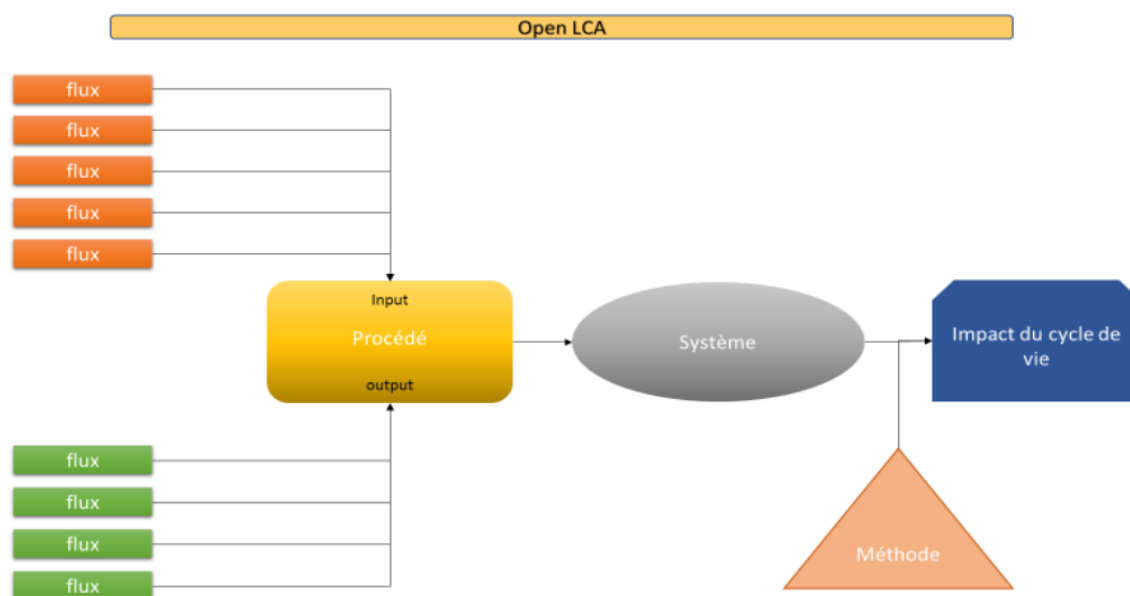 Open LCA
flux
flux
flux
flux
flux
Input
Procédé
output
Système
Impact du cycle de
vie
flux
flux
flux
flux
Méthode